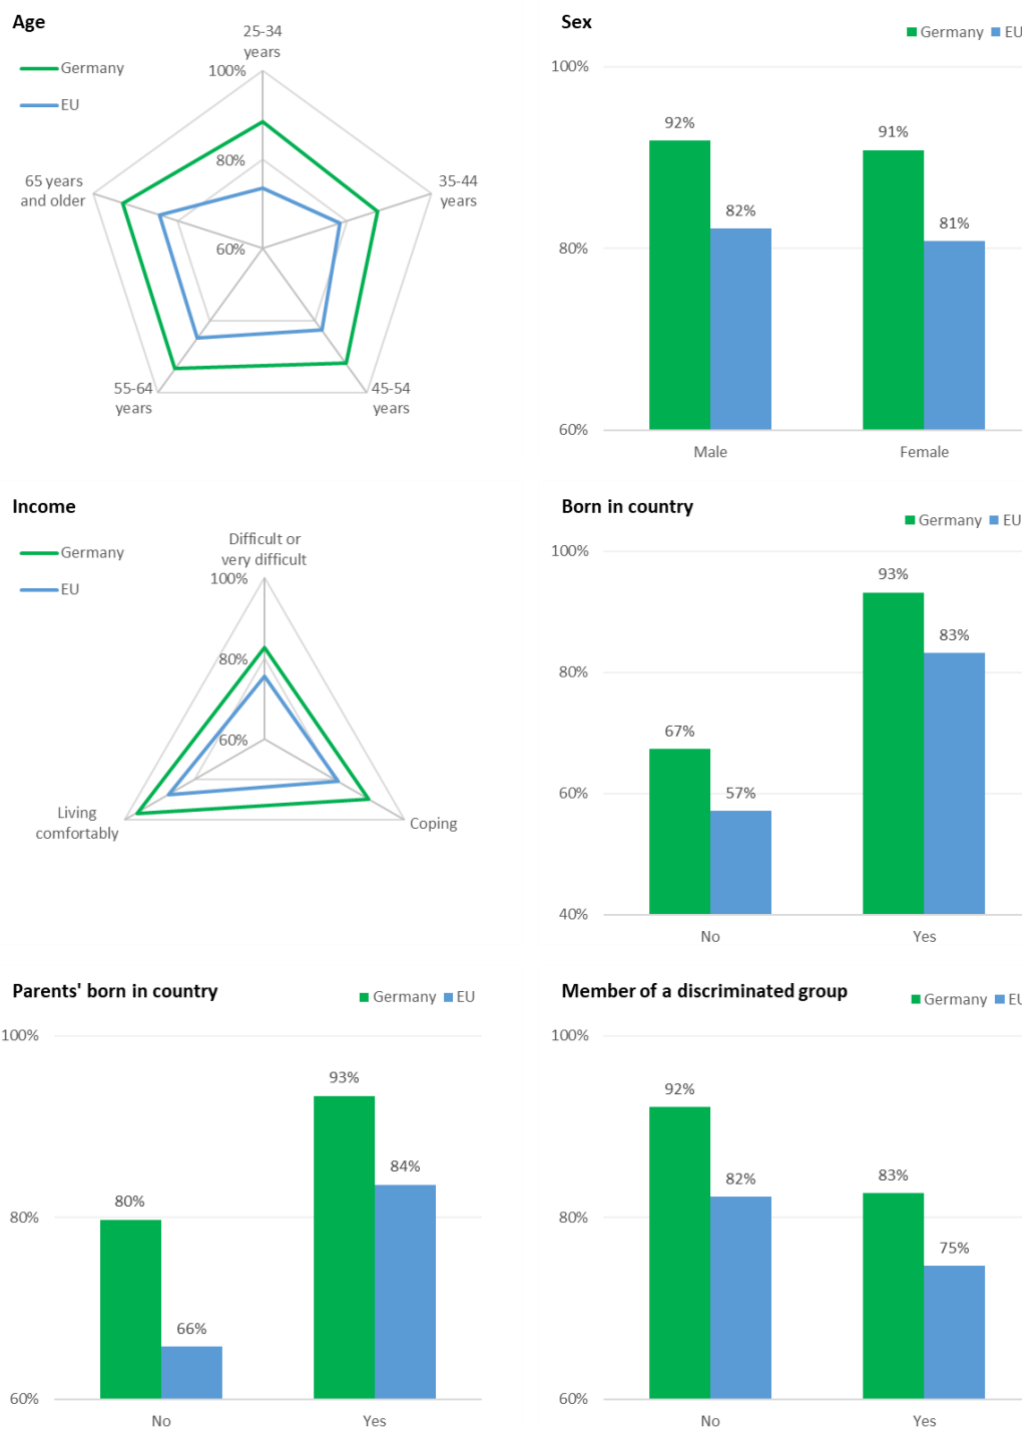 Age
25-34
years
Germany
EU
100%
80%
60%
65 years
and older
35-44
years
55-64
years
45-54
years
Sex
Germany EU
100%
80%
60%
92%
82%
91%
81%
Male
Female
Income
Germany
EU
Difficult or
very difficult
100%
80%
60%
Living
comfortably
Coping
Born in country
Germany EU
100%
80%
60%
40%
67%
57%
93%
83%
No
Yes
Parents' born in country
Germany EU
100%
80%
60%
80%
66%
93%
84%
No
Yes
Member of a discriminated group
Germany EU
100%
80%
60%
92%
82%
83%
75%
No
Yes